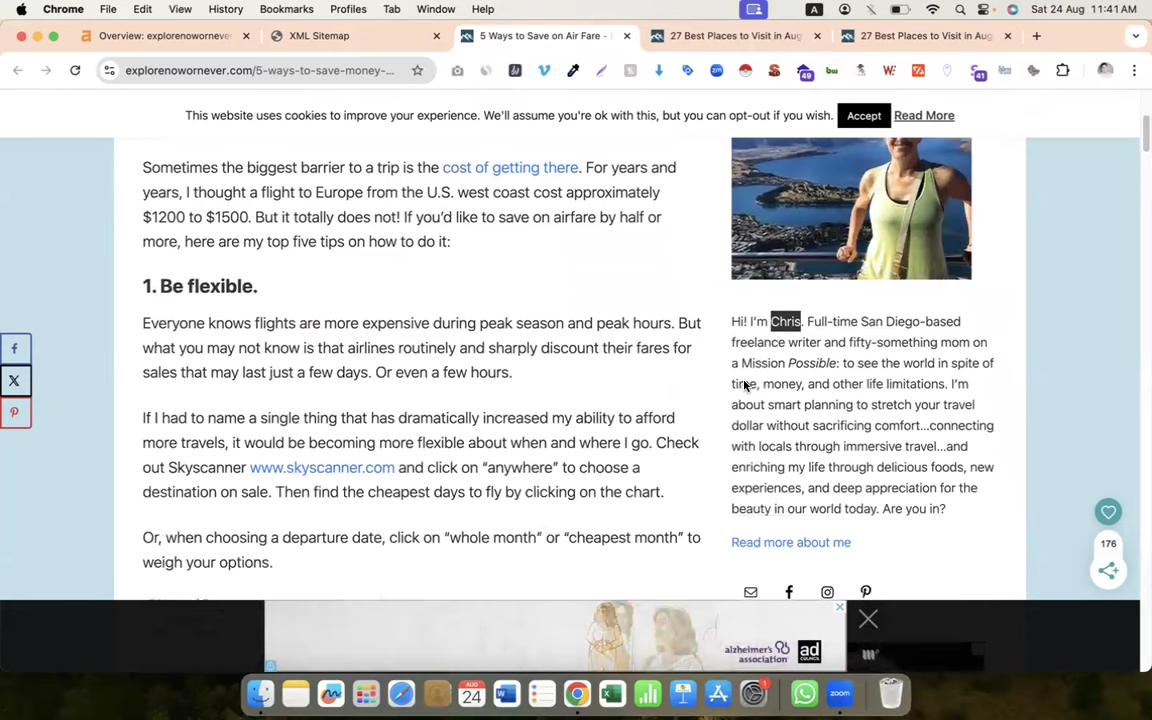 Chrome File Edit View History Bookmarks Profiles Tab Window Help A Sat 24 Aug 11:41 AM
Overview: explorenowornever XML Sitemap 5 Ways to Save on Air Fare - 27 Best Places to Visit in Aug 27 Best Places to Visit in Aug
explorenowornever.com/5-ways-to-save-money-... 49 bw 41
This website uses cookies to improve your experience. We'll assume you're ok with this, but you can opt-out if you wish. Accept Read More
Sometimes the biggest barrier to a trip is the cost of getting there. For years and
years, I thought a flight to Europe from the U.S. west coast cost approximately
$1200 to $1500. But it totally does not! If you'd like to save on airfare by half or
more, here are my top five tips on how to do it:
1. Be flexible.
Everyone knows flights are more expensive during peak season and peak hours. But
what you may not know is that airlines routinely and sharply discount their fares for
sales that may last just a few days. Or even a few hours.
If I had to name a single thing that has dramatically increased my ability to afford
more travels, it would be becoming more flexible about when and where I go. Check
out Skyscanner www.skyscanner.com and click on "anywhere" to choose a
destination on sale. Then find the cheapest days to fly by clicking on the chart.
Or, when choosing a departure date, click on "whole month" or "cheapest month" to
weigh your options.
Hi! I'm Chris. Full-time San Diego-based
freelance writer and fifty-something mom on
a Mission Possible: to see the world in spite of
time, money, and other life limitations. I'm
about smart planning to stretch your travel
dollar without sacrificing comfort...connecting
with locals through immersive travel...and
enriching my life through delicious foods, new
experiences, and deep appreciation for the
beauty in our world today. Are you in?
Read more about me
176
alzheimer's association
ad COUNCIL
AUG
24
zoom